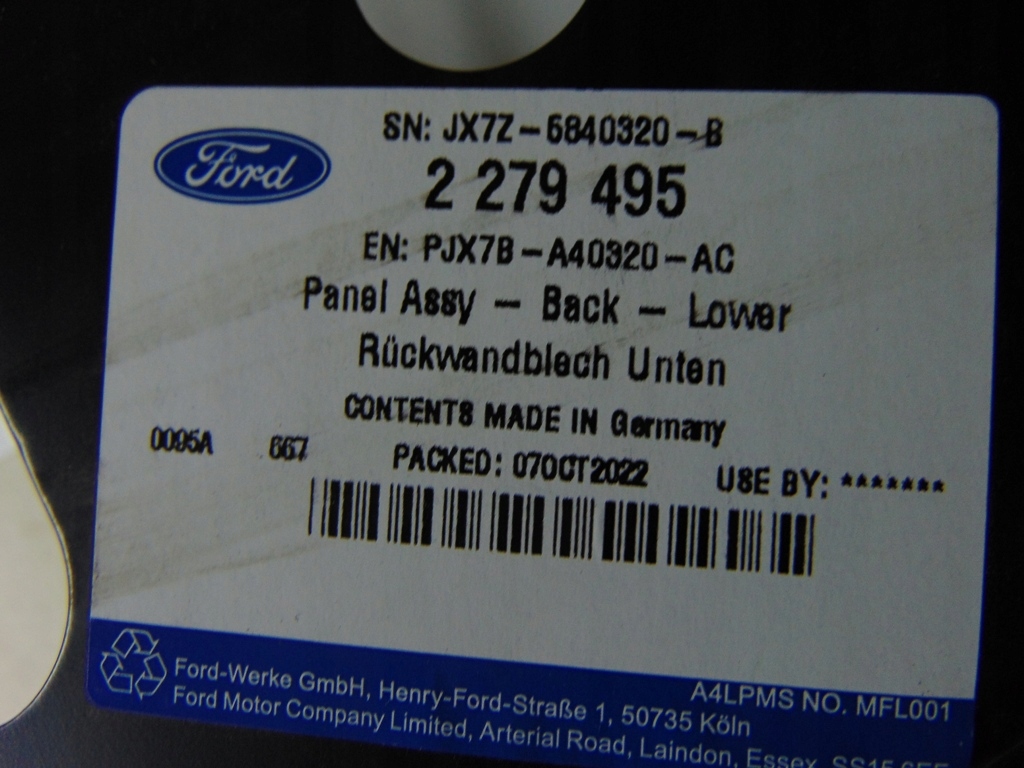 Ford
SN: JX7Z-6840320-B
2 279 495
EN: PJX7B-A40320-AC
Panel Assy - Back - Lower
Rückwandblech Unten
CONTENTS MADE IN Germany
0095A 667 PACKED: 07OCT2022 USE BY: *******
A4LPMS NO. MFL001
Ford-Werke GmbH, Henry-Ford-Straße 1, 50735 Köln
Ford Motor Company Limited, Arterial Road, Laindon, Essex